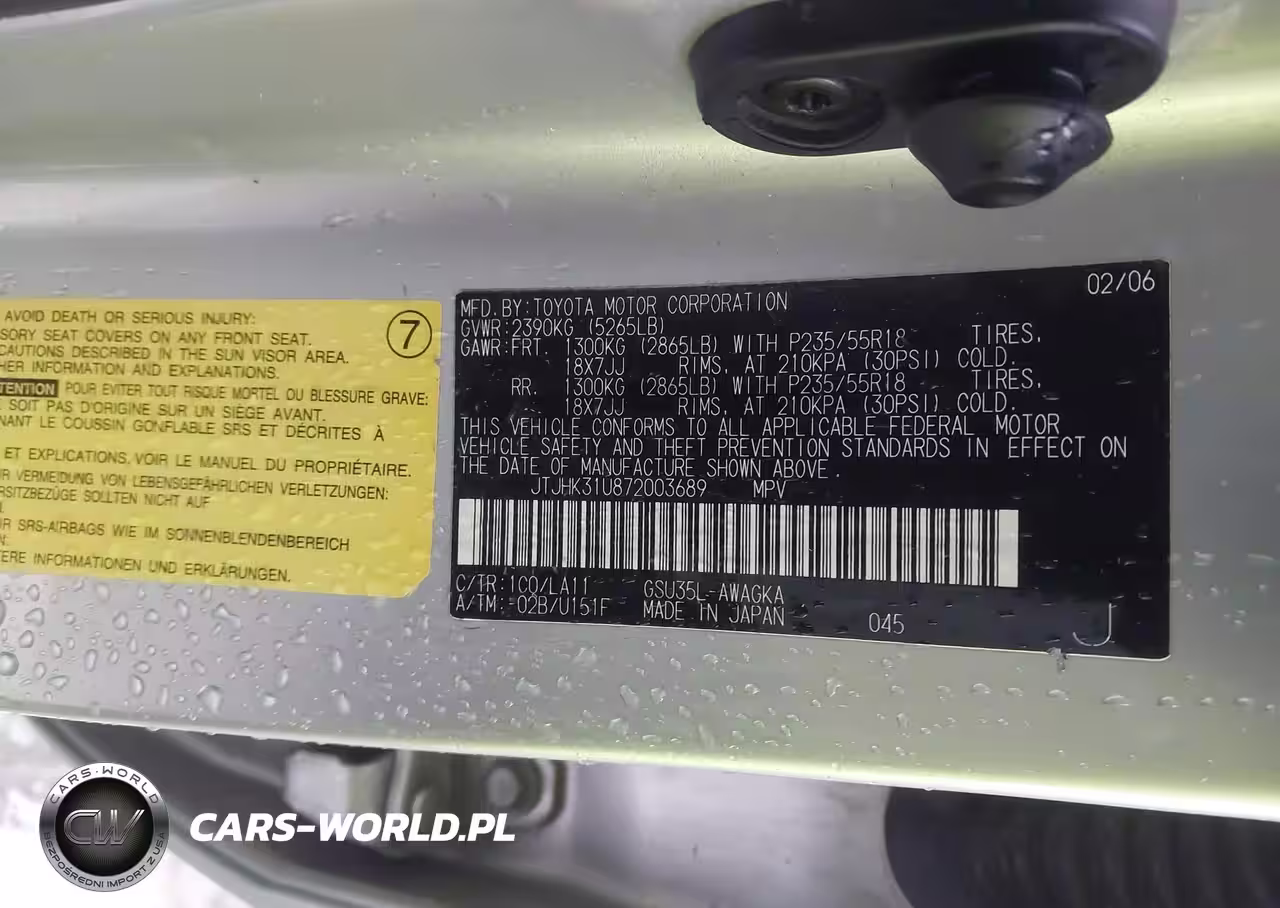 AVOID DEATH OR SERIOUS INJURY:
SORY SEAT COVERS ON ANY FRONT SEAT.
CAUTIONS DESCRIBED IN THE SUN VISOR AREA.
HER INFORMATION AND EXPLANATIONS.
TENTION POUR EVITER TOUT RISQUE MORTEL OU BLESSURE GRAVE:
SOIT PAS D'ORIGINE SUR UN SIÈGE AVANT.
NANT LE COUSSIN GONFLABLE SRS ET DÉCRITES À
ET EXPLICATIONS, VOIR LE MANUEL DU PROPRIÉTAIRE.
R VERMEIDUNG VON LEBENSGEFÄHRLICHEN VERLETZUNGEN:
RSITZBEZÜGE SOLLTEN NICHT AUF
ÜR SRS-AIRBAGS WIE IM SONNENBLENDENBEREICH
N:
ERE INFORMATIONEN UND ERKLÄRUNGEN.
7
02/06
MFD. BY: TOYOTA MOTOR CORPORATION
GVWR: 2390KG (5265LB)
GAWR: FRT. 1300KG (2865LB) WITH P235/55R18 TIRES,
18X7JJ RIMS, AT 210KPA (30PSI) COLD.
RR. 1300KG (2865LB) WITH P235/55R18 TIRES,
18X7JJ RIMS, AT 210KPA (30PSI) COLD.
THIS VEHICLE CONFORMS TO ALL APPLICABLE FEDERAL MOTOR
VEHICLE SAFETY AND THEFT PREVENTION STANDARDS IN EFFECT ON
THE DATE OF MANUFACTURE SHOWN ABOVE.
JTJHK31U872003689 MPV
C/TR: 1C0/LA11 GSU35L-AWAGKA
A/TM: -02B/U151F MADE IN JAPAN 045 J
CARS-WORLD
CW
BEZPOŚREDNI IMPORT Z USA
CARS-WORLD.PL